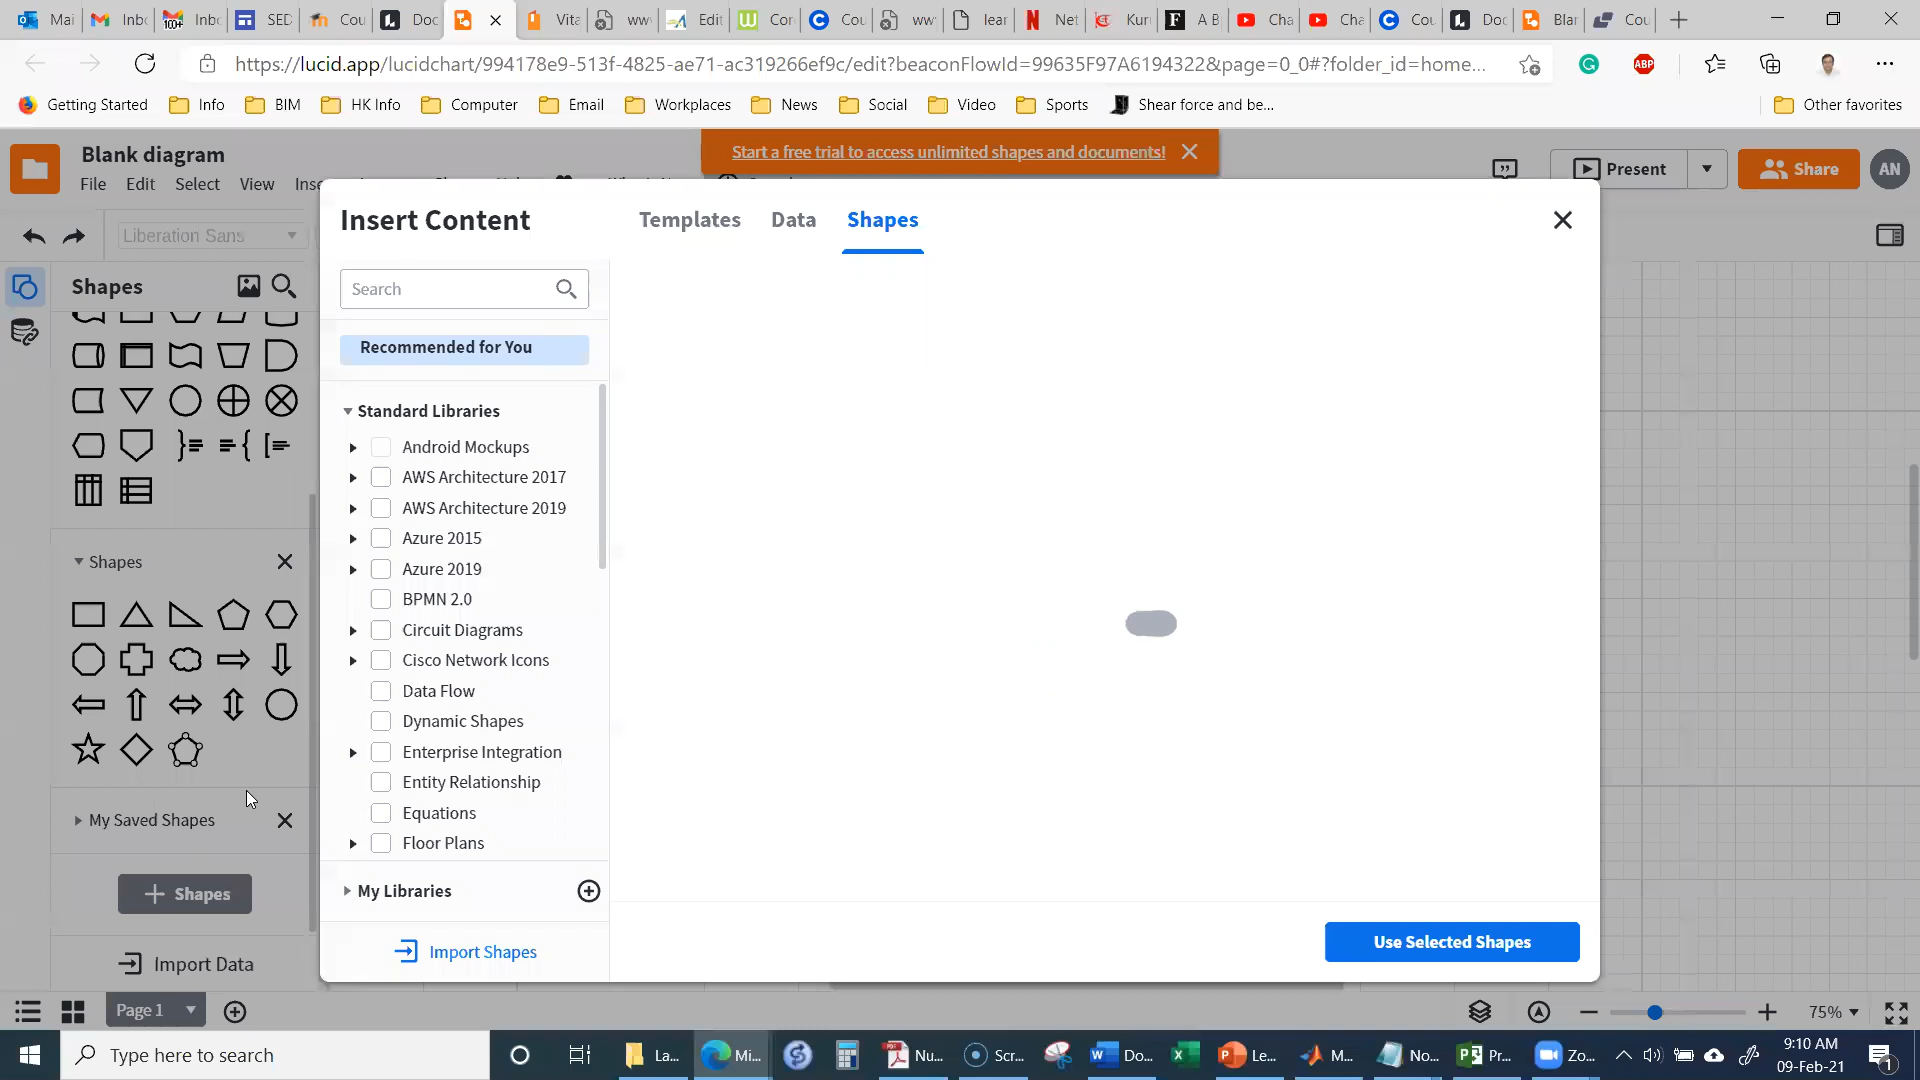 Mai
Inb
Inb
SED
Cou
Doc
Vita
ww
Edit
Cor
Cou
ww
lear
Net
Kur
A B
Cha
Cha
Cou
Doc
Blar
Cou
https://lucid.app/lucidchart/994178e9-513f-4825-ae71-ac319266ef9c/edit?beaconFlowId=99635F97A6194322&page=0_0#?folder_id=home...
Getting Started
Info
BIM
HK Info
Computer
Email
Workplaces
News
Social
Video
Sports
Shear force and be...
Other favorites
Blank diagram
Start a free trial to access unlimited shapes and documents!
File Edit Select View
Present
Share
AN
Liberation Sans
Insert Content
Templates
Data
Shapes
Shapes
Search
Recommended for You
Standard Libraries
Android Mockups
AWS Architecture 2017
AWS Architecture 2019
Azure 2015
Azure 2019
BPMN 2.0
Circuit Diagrams
Cisco Network Icons
Data Flow
Dynamic Shapes
Enterprise Integration
Entity Relationship
Equations
Floor Plans
Shapes
My Saved Shapes
+ Shapes
Import Data
My Libraries
Import Shapes
Use Selected Shapes
Page 1
75%
Type here to search
La...
Mi...
Nu...
Scr...
Do...
Le...
M...
No...
Pr...
Zo...
9:10 AM
09-Feb-21
1